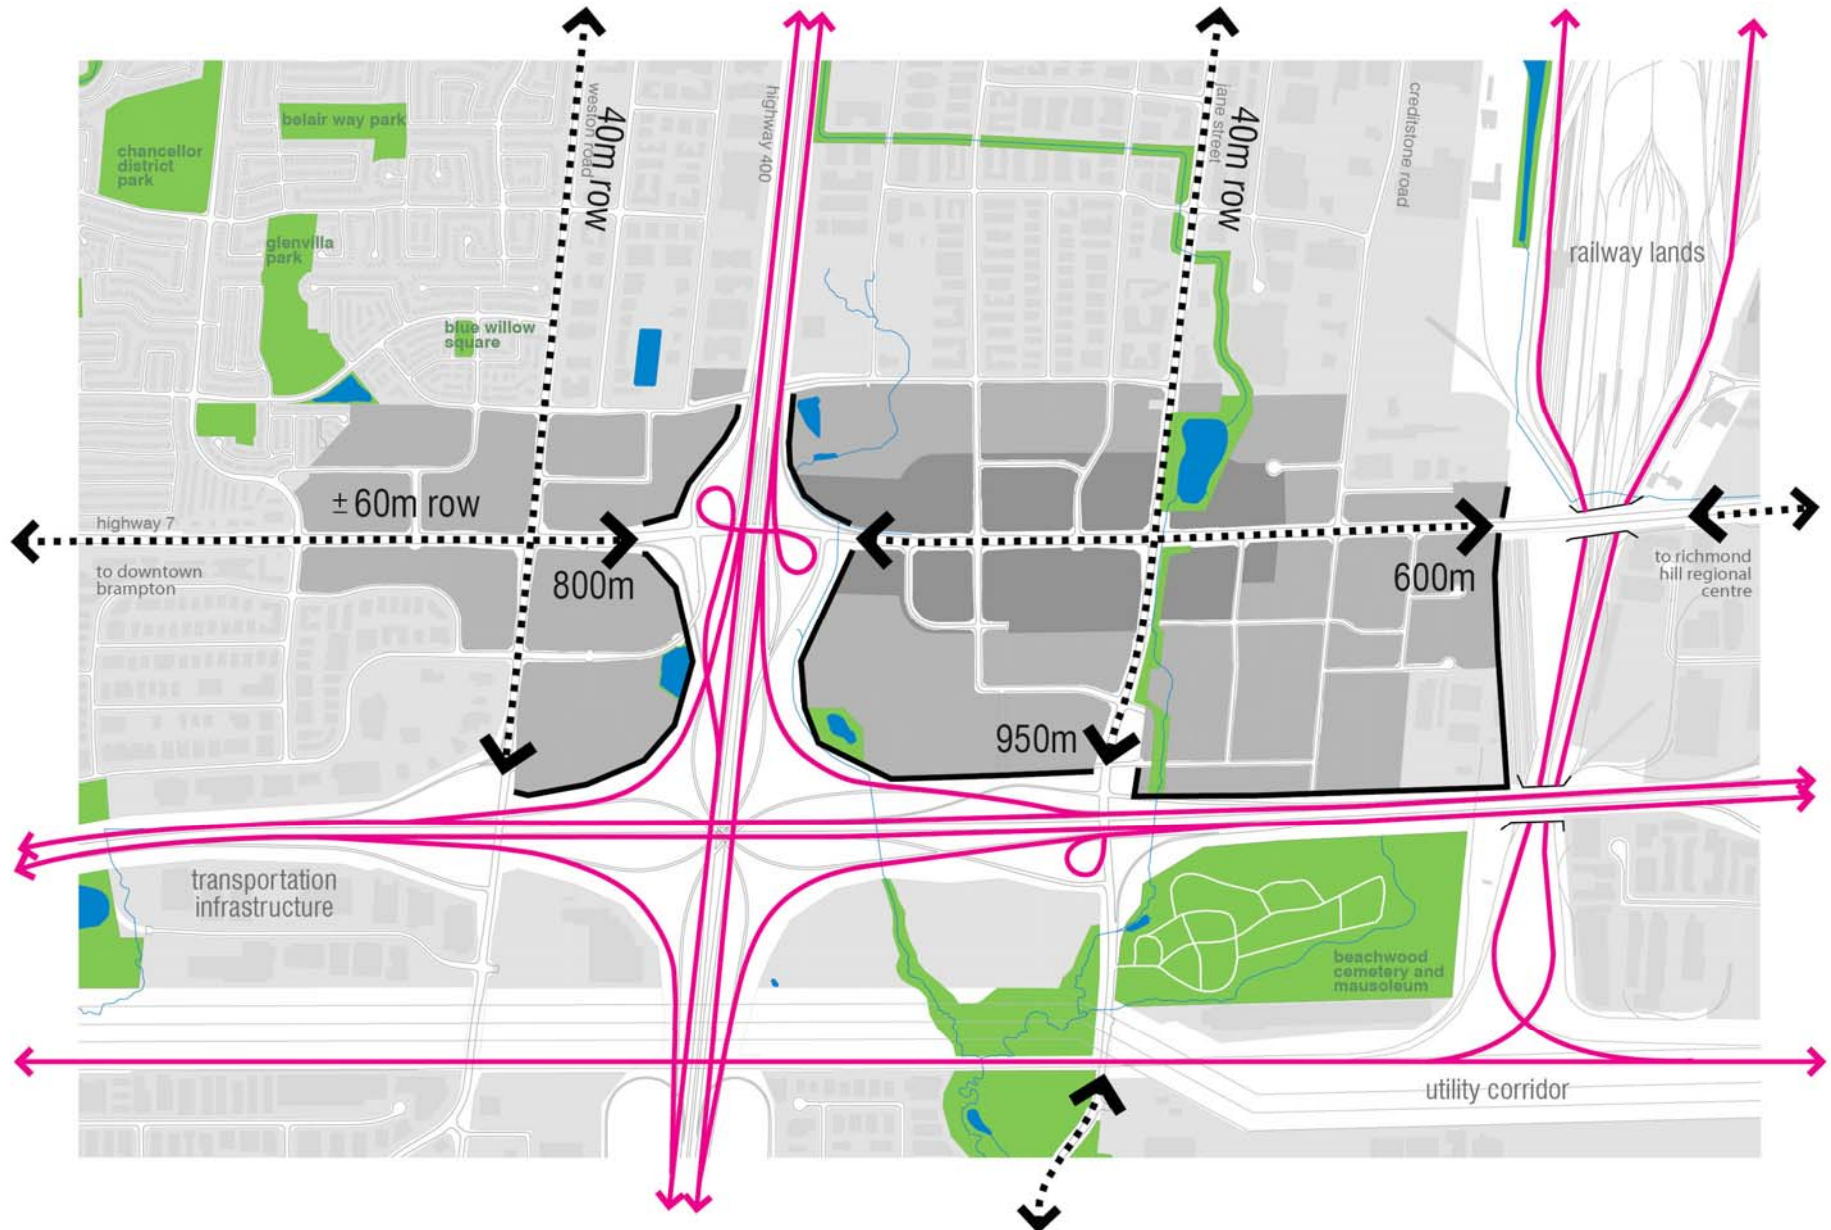 weston road
40m row
highway 400
jane street
40m row
creditstone road
belair way park
chancellor
district
park
glenvilla
park
railway lands
blue willow
square
± 60m row
highway 7
to downtown
brampton
800m
600m
to richmond
hill regional
centre
950m
transportation
infrastructure
beachwood
cemetery and
mausoleum
utility corridor